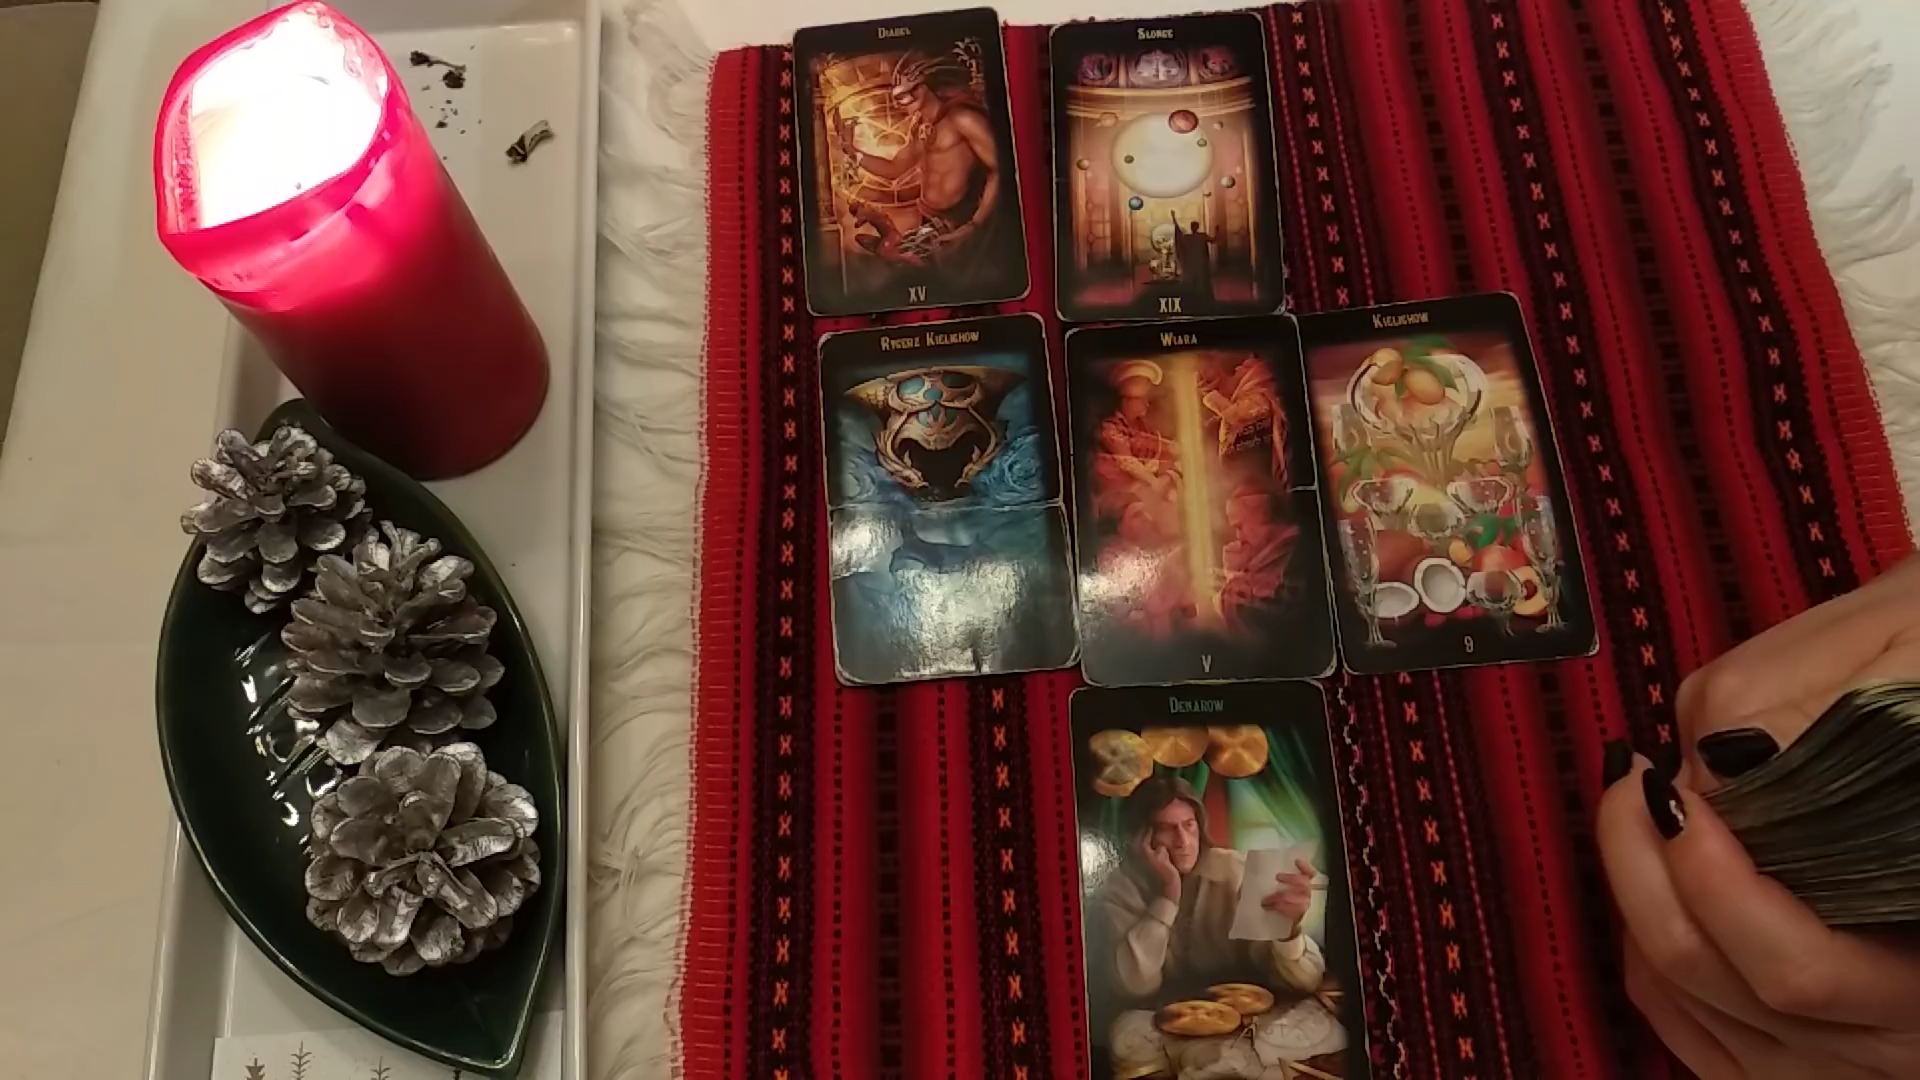 DIABEŁ
SŁOŃCE
XV
XIX
RYCERZ KIELICHÓW
WIARA
KIELICHÓW
V
9
DENARÓW